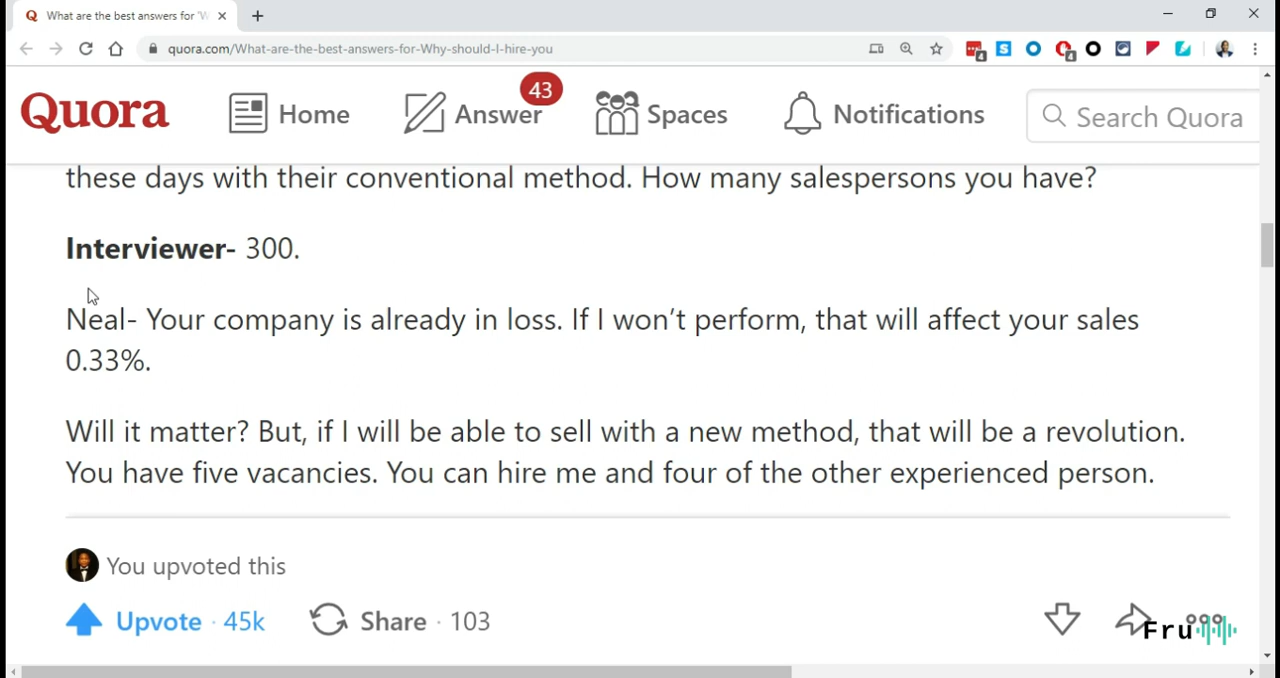 What are the best answers for 'W
quora.com/What-are-the-best-answers-for-Why-should-I-hire-you
Quora
Home
Answer
43
Spaces
Notifications
Search Quora
these days with their conventional method. How many salespersons you have?
Interviewer- 300.
Neal- Your company is already in loss. If I won't perform, that will affect your sales
0.33%.
Will it matter? But, if I will be able to sell with a new method, that will be a revolution.
You have five vacancies. You can hire me and four of the other experienced person.
You upvoted this
Upvote · 45k
Share · 103
Fru